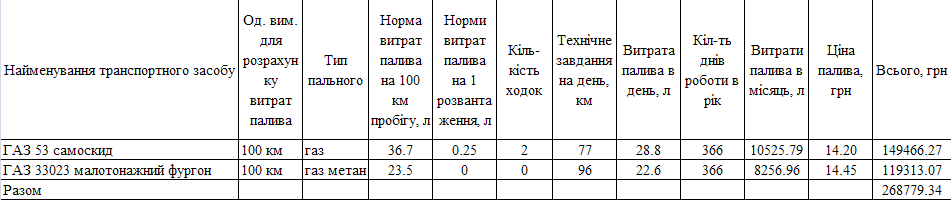 Найменування транспортного засобу
Од. вим.
для
розрахун
ку
витрат
палива
Тип
пального
Норма
витрат
палива
на 100
км
пробігу, л
Норми
витрат
палива
на 1
розванта
ження, л
Кіль-
кість
ходок
Технічне
завдання
на день,
км
Витрата
палива в
день, л
Кіл-ть
днів
роботи в
рік
Витрати
палива в
місяць, л
Ціна
палива,
грн
Всього, грн
ГАЗ 53 самоскид 100 км газ 36.7 0.25 2 77 28.8 366 10525.79 14.20 149466.27
ГАЗ 33023 малотонажний фургон 100 км газ метан 23.5 0 0 96 22.6 366 8256.96 14.45 119313.07
Разом 268779.34